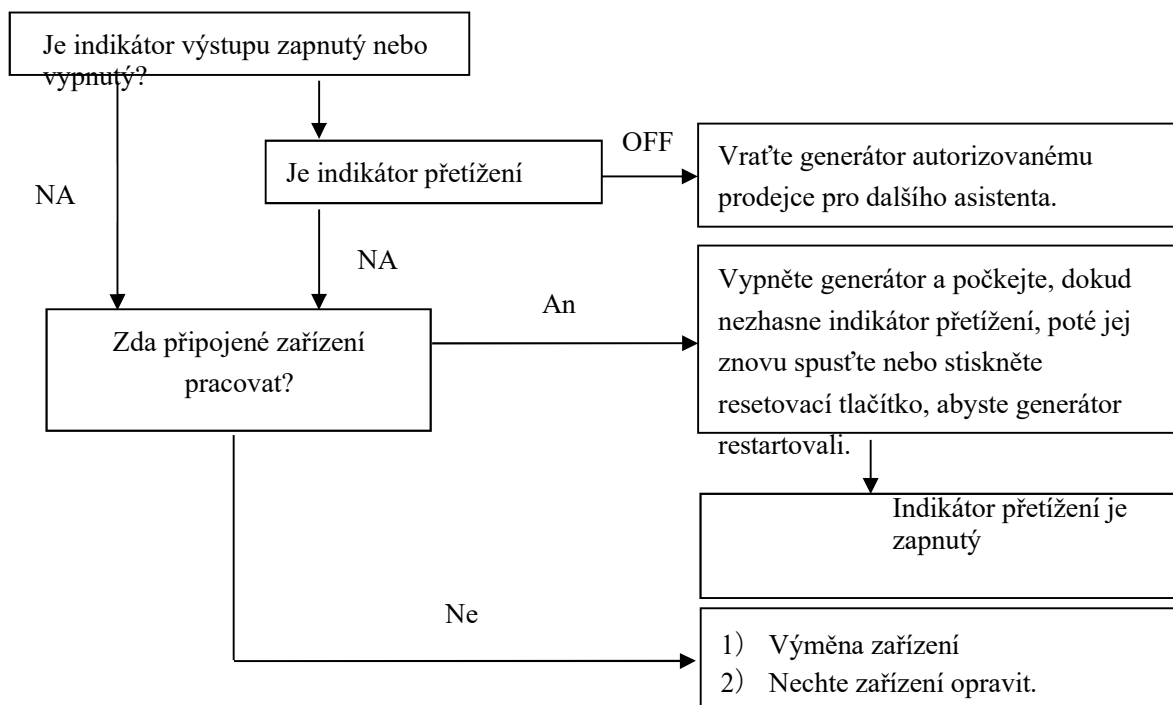 Je indikátor výstupu zapnutý nebo
vypnutý?
OFF
Je indikátor přetížení
Vraťte generátor autorizovanému
prodejce pro dalšího asistenta.
NA
NA
Vypněte generátor a počkejte, dokud
nezhasne indikátor přetížení, poté jej
znovu spusťte nebo stiskněte
resetovací tlačítko, abyste generátor
restartovali.
An
Zda připojené zařízení
pracovat?
Indikátor přetížení je
zapnutý
Ne
1) Výměna zařízení
2) Nechte zařízení opravit.